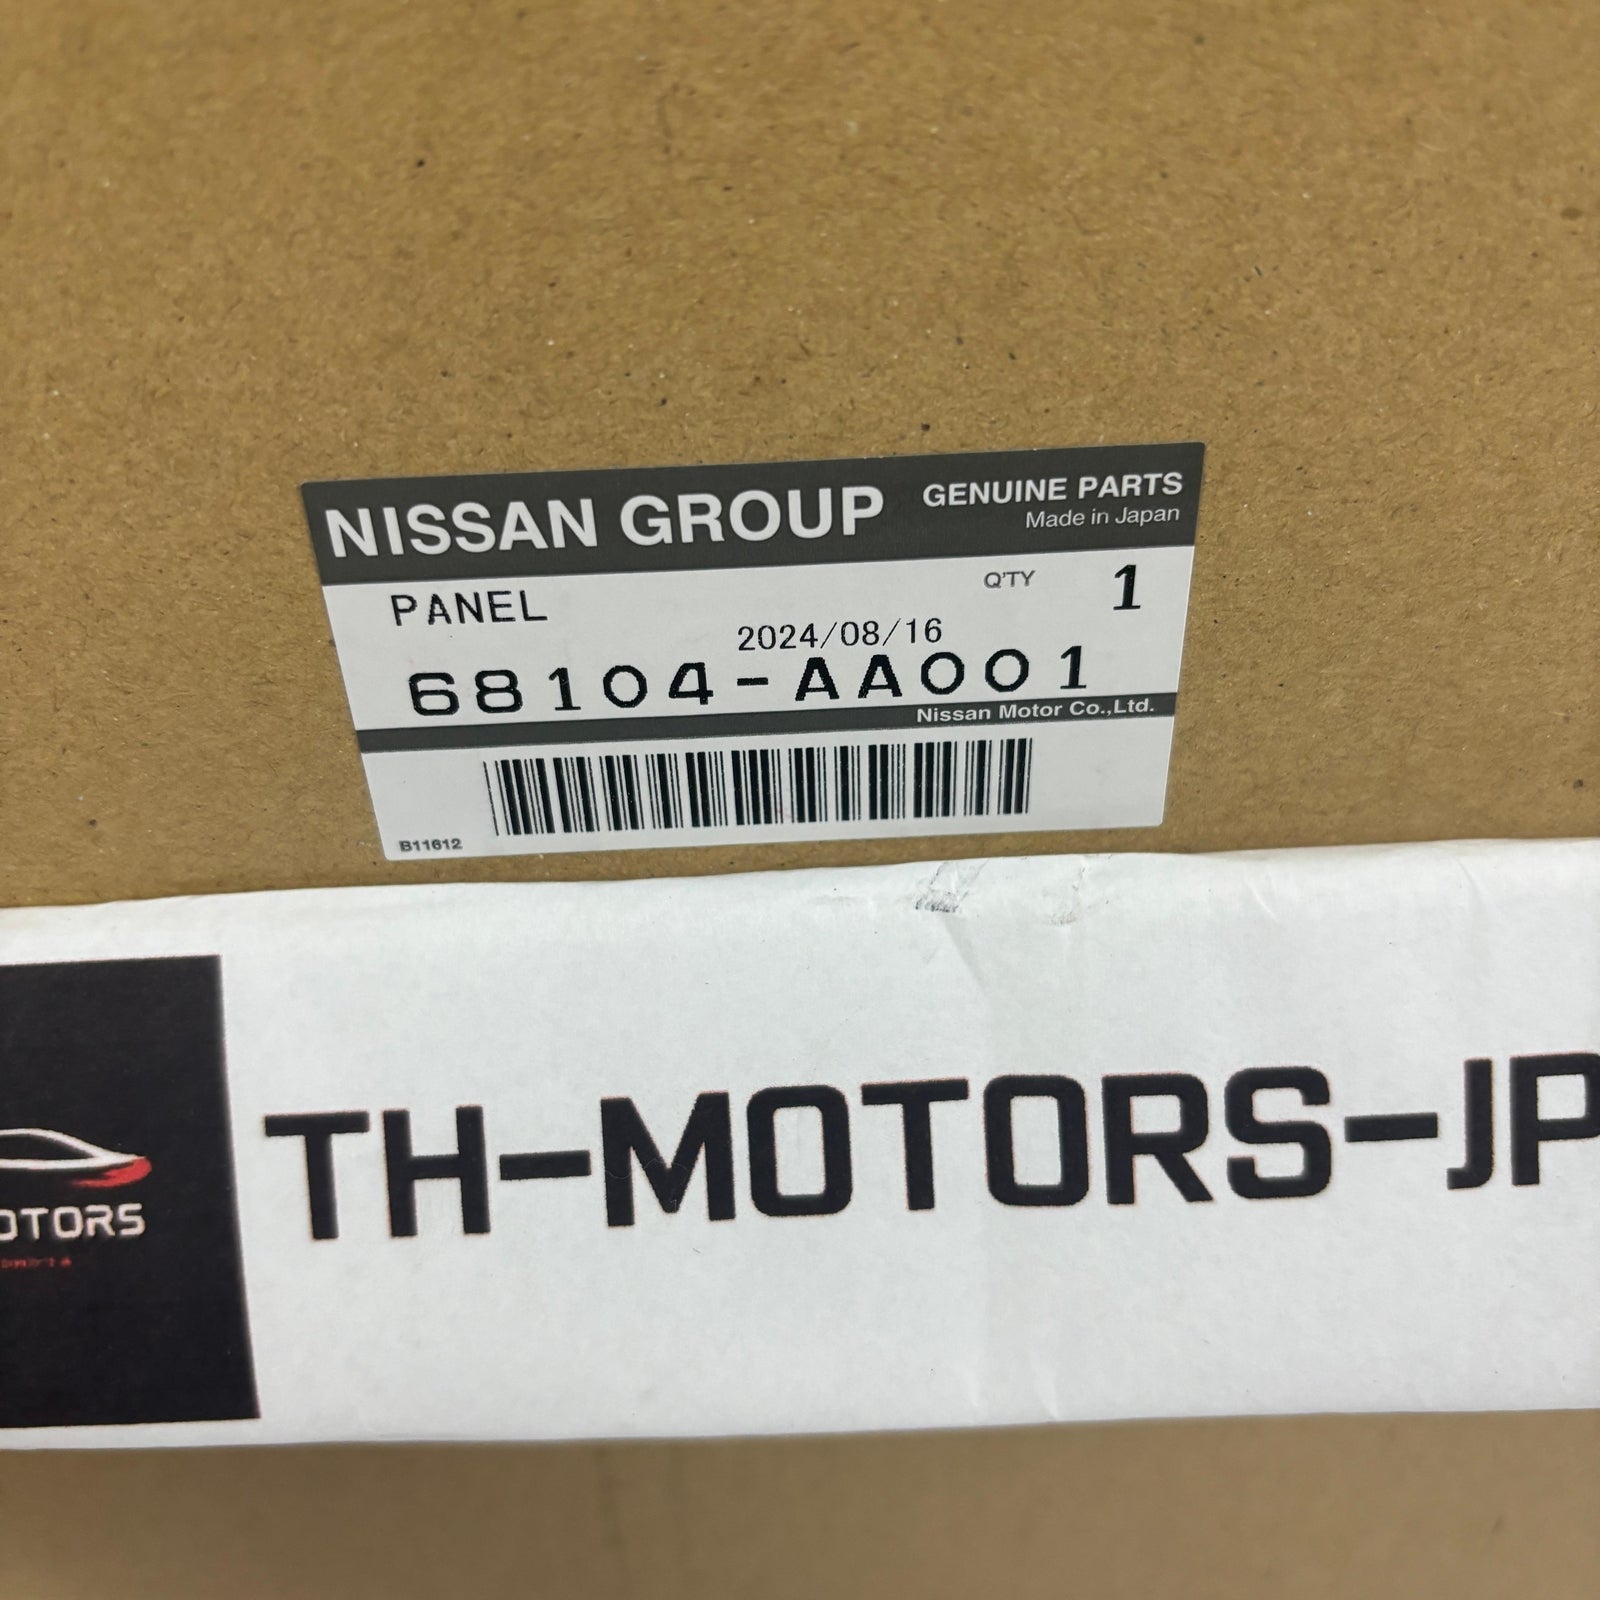 NISSAN GROUP
GENUINE PARTS
Made in Japan
PANEL
Q'TY 1
2024/08/16
68104-AA001
Nissan Motor Co.,Ltd.
B11612
TH-MOTORS-JP
OTORS